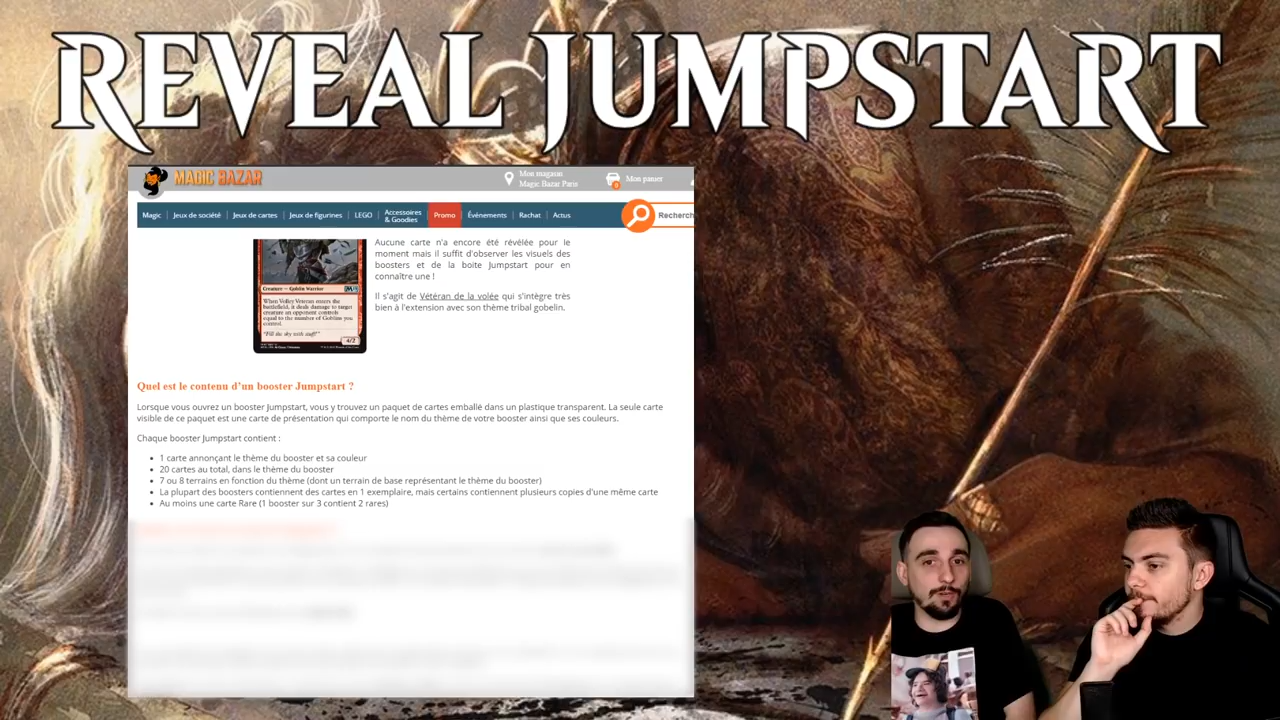 REVEAL JUMPSTART
MAGIC BAZAR
Mon magasin
Magic Bazar Paris
0
Mon panier
Magic
Jeux de société
Jeux de cartes
Jeux de figurines
LEGO
Accessoires
& Goodies
Promo
Événements
Rachat
Actus
Recherch
Aucune carte n'a encore été révélée pour le
moment mais il suffit d'observer les visuels des
boosters et de la boite Jumpstart pour en
connaître une !
Il s'agit de Vétéran de la volée qui s'intègre très
bien à l'extension avec son thème tribal gobelin.
Creature — Goblin Warrior
When Volley Veteran enters the
battlefield, it deals damage to target
creature an opponent controls
equal to the number of Goblins you
control.
"Fill the sky with stuff!"
4/2
Quel est le contenu d'un booster Jumpstart ?
Lorsque vous ouvrez un booster Jumpstart, vous y trouvez un paquet de cartes emballé dans un plastique transparent. La seule carte
visible de ce paquet est une carte de présentation qui comporte le nom du thème de votre booster ainsi que ses couleurs.
Chaque booster Jumpstart contient :
• 1 carte annonçant le thème du booster et sa couleur
• 20 cartes au total, dans le thème du booster
• 7 ou 8 terrains en fonction du thème (dont un terrain de base représentant le thème du booster)
• La plupart des boosters contiennent des cartes en 1 exemplaire, mais certains contiennent plusieurs copies d'une même carte
• Au moins une carte Rare (1 booster sur 3 contient 2 rares)